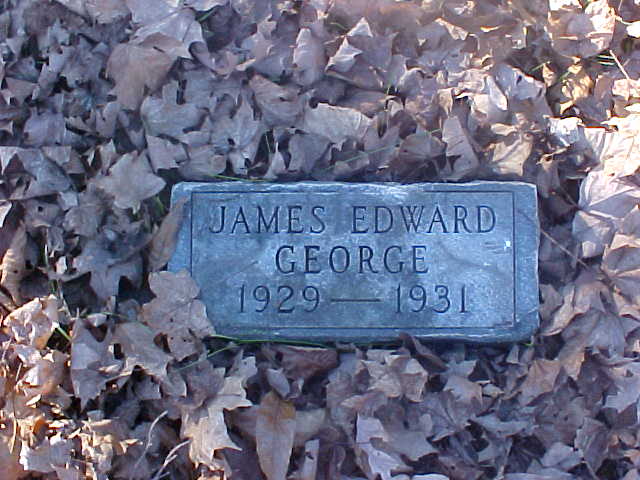 JAMES EDWARD
GEORGE
1929 — 1931